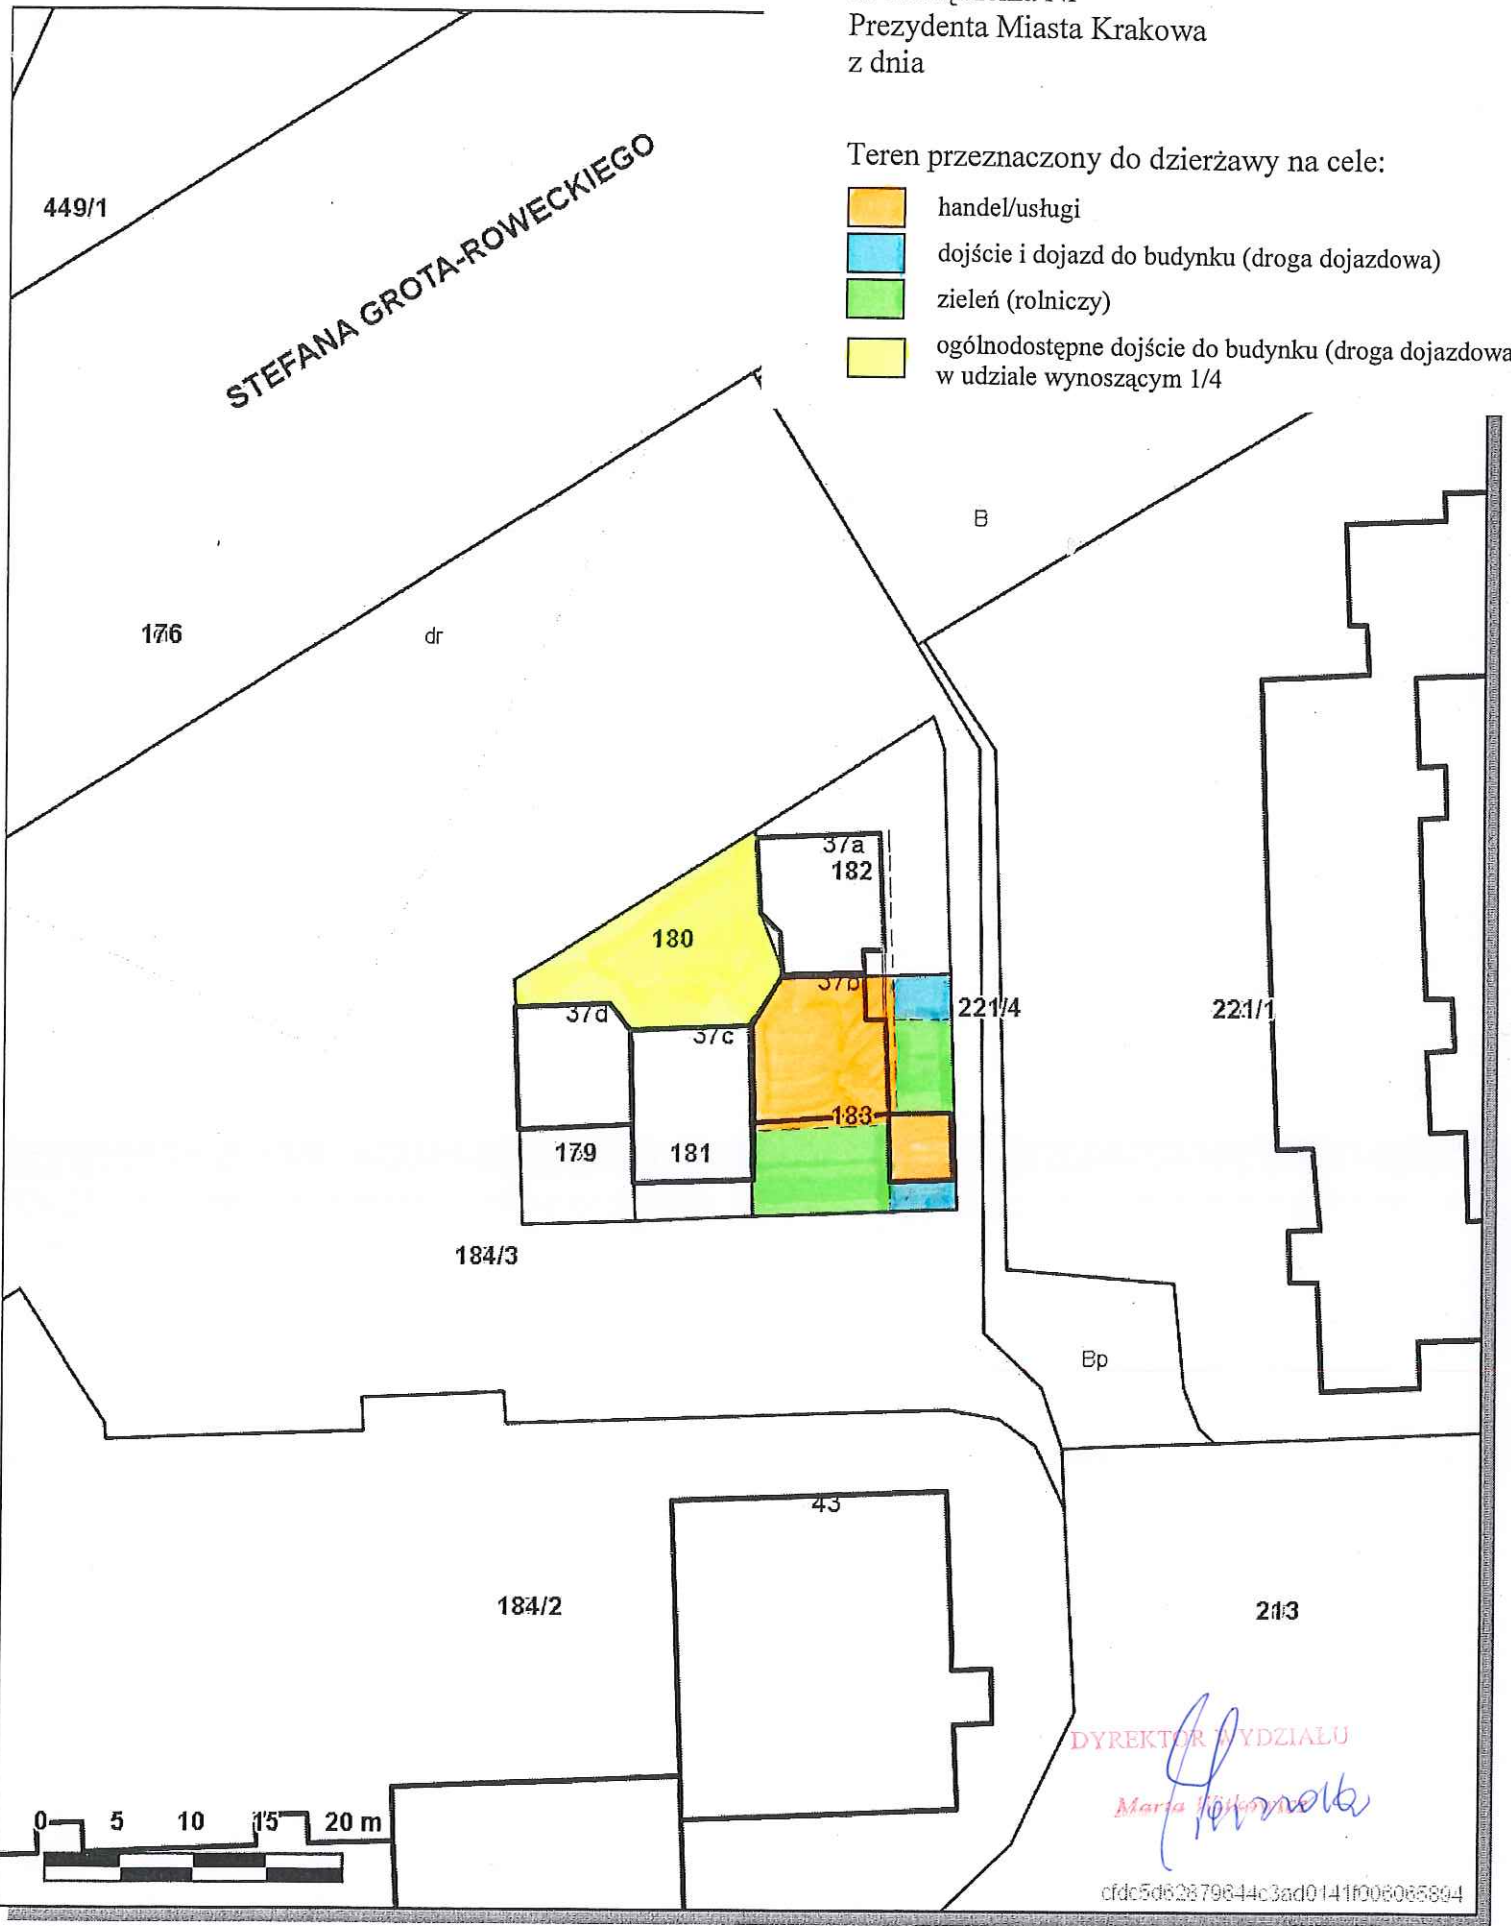 Prezydenta Miasta Krakowa
z dnia
Teren przeznaczony do dzierżawy na cele:
handel/usługi
dojście i dojazd do budynku (droga dojazdowa)
zieleń (rolniczy)
ogólnodostępne dojście do budynku (droga dojazdowa
w udziale wynoszącym 1/4
449/1
STEFANA GROTA-ROWECKIEGO
B
176
dr
37a
182
180
37b
37d
37c
221/4
221/1
183
179
181
184/3
Bp
43
184/2
213
DYREKTOR WYDZIAŁU
Marta
0 5 10 15 20 m
cfdc5d62879644c3ad0141f006065894